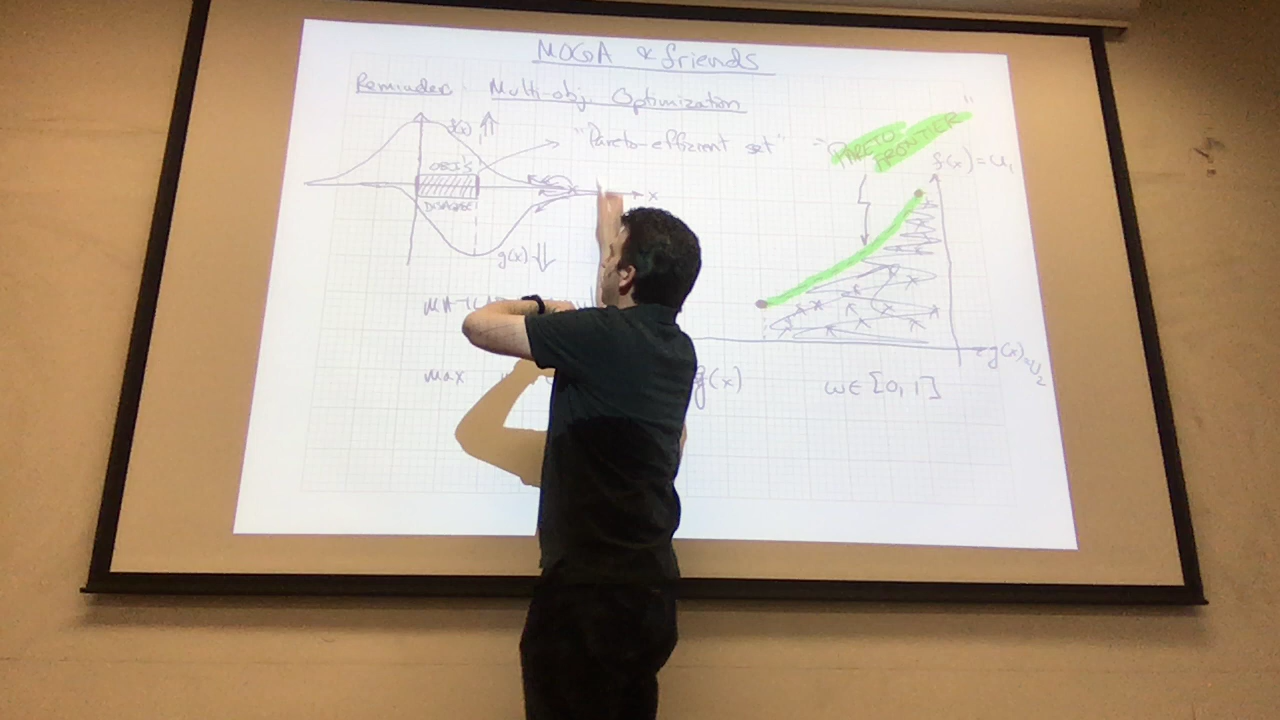 MOGA & friends
Reminder: Multi-obj. Optimization
f(x) ⇑
"Pareto-efficient set" = "PARETO FRONTIER"
OBJ'S
DISAGREE
x
g(x) ⇓
f(x) = u₁
g(x) = u₂
max
g(x)
ω ∈ [0, 1]